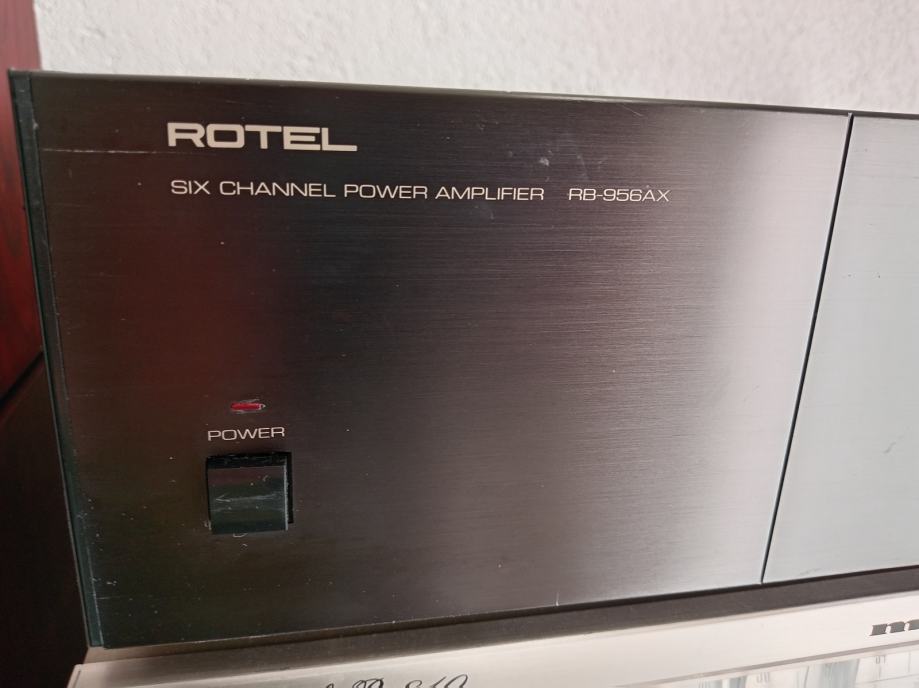 ROTEL
SIX CHANNEL POWER AMPLIFIER RB-956AX
POWER